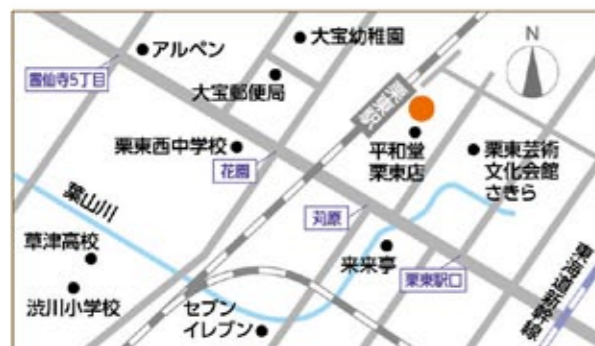 大宝幼稚園
N
アルペン
霊仙寺5丁目
大宝郵便局
栗東駅
栗東西中学校
平和堂
栗東店
栗東芸術
文化会館
さきら
花園
葉山川
苅原
草津高校
来来亭
栗東駅口
東海道新幹線
渋川小学校
セブン
イレブン